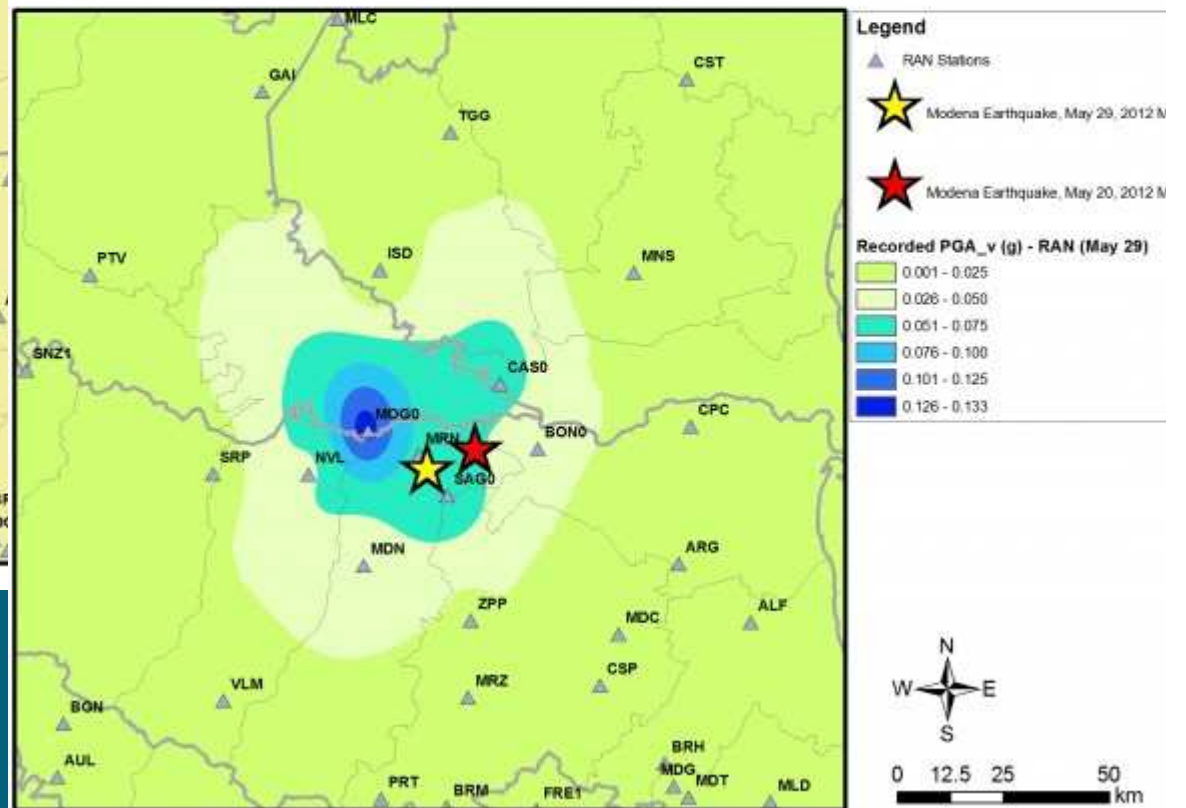 MLC
GAI
CST
TGG
PTV
ISD
MNS
SNZ1
CAS0
MOG0
CPC
MRN
BON0
SRP
NVL
SAG0
MDN
ARG
ZPP
MDC
ALF
CSP
VLM
MRZ
BGN
BRH
AUL
MDG
MDT
PRT
BRM
FRE1
MLD
Legend
RAN Stations
Modena Earthquake, May 29, 2012 M
Modena Earthquake, May 20, 2012 M
Recorded PGA_v (g) - RAN (May 29)
0.001 - 0.025
0.026 - 0.050
0.051 - 0.075
0.076 - 0.100
0.101 - 0.125
0.126 - 0.133
N
W E
S
0 12.5 25 50
km